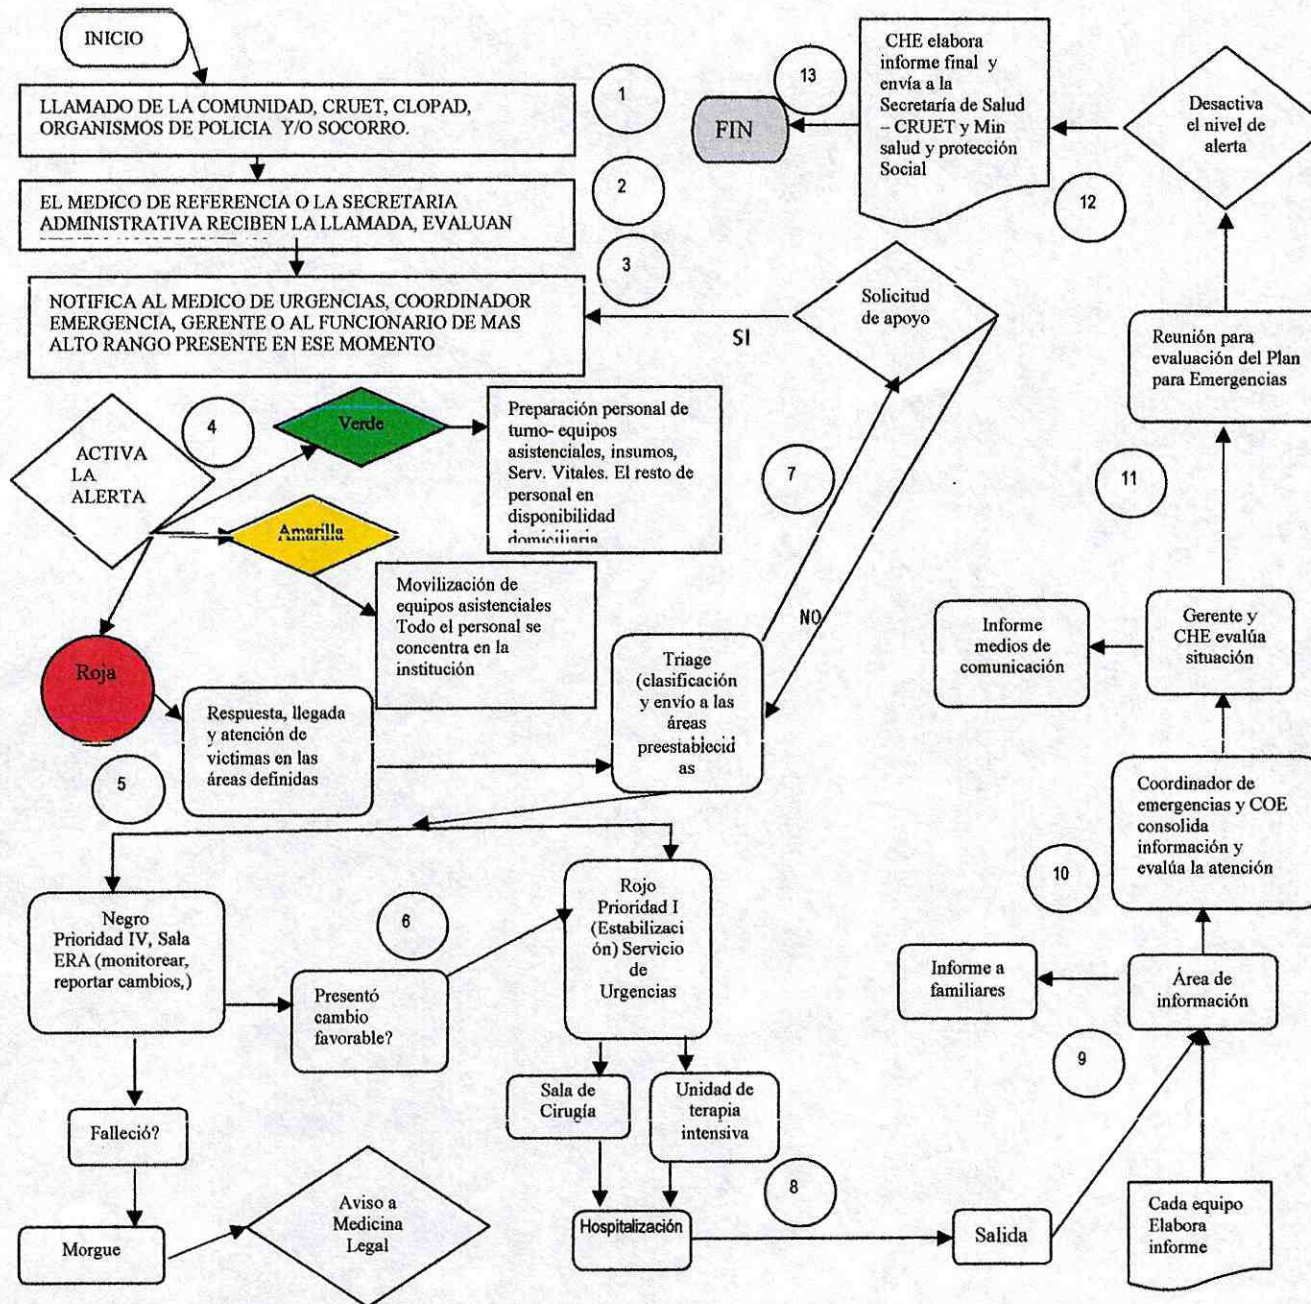 INICIO
LLAMADO DE LA COMUNIDAD, CRUET, CLOPAD,
ORGANISMOS DE POLICIA Y/O SOCORRO.
1
EL MEDICO DE REFERENCIA O LA SECRETARIA
ADMINISTRATIVA RECIBEN LA LLAMADA, EVALUAN
2
NOTIFICA AL MEDICO DE URGENCIAS, COORDINADOR
EMERGENCIA, GERENTE O AL FUNCIONARIO DE MAS
ALTO RANGO PRESENTE EN ESE MOMENTO
3
ACTIVA
LA
ALERTA
4
Verde
Preparación personal de
turno- equipos
asistenciales, insumos,
Serv. Vitales. El resto de
personal en
disponibilidad
domiciliaria
Amarilla
Movilización de
equipos asistenciales
Todo el personal se
concentra en la
institución
Roja
Respuesta, llegada
y atención de
victimas en las
áreas definidas
5
Triage
(clasificación
y envío a las
áreas
preestablecid
as
7
Solicitud
de apoyo
SI
NO
Negro
Prioridad IV, Sala
ERA (monitorear,
reportar cambios,)
Presentó
cambio
favorable?
6
Rojo
Prioridad I
(Estabilizaci
ón) Servicio
de
Urgencias
Falleció?
Morgue
Aviso a
Medicina
Legal
Sala de
Cirugía
Unidad de
terapia
intensiva
Hospitalización
8
Salida
Cada equipo
Elabora
informe
9
Área de
información
Informe a
familiares
10
Coordinador de
emergencias y COE
consolida
información y
evalúa la atención
Gerente y
CHE evalúa
situación
Informe
medios de
comunicación
11
Reunión para
evaluación del Plan
para Emergencias
Desactiva
el nivel de
alerta
12
CHE elabora
informe final y
envía a la
Secretaría de Salud
– CRUET y Min
salud y protección
Social
13
FIN